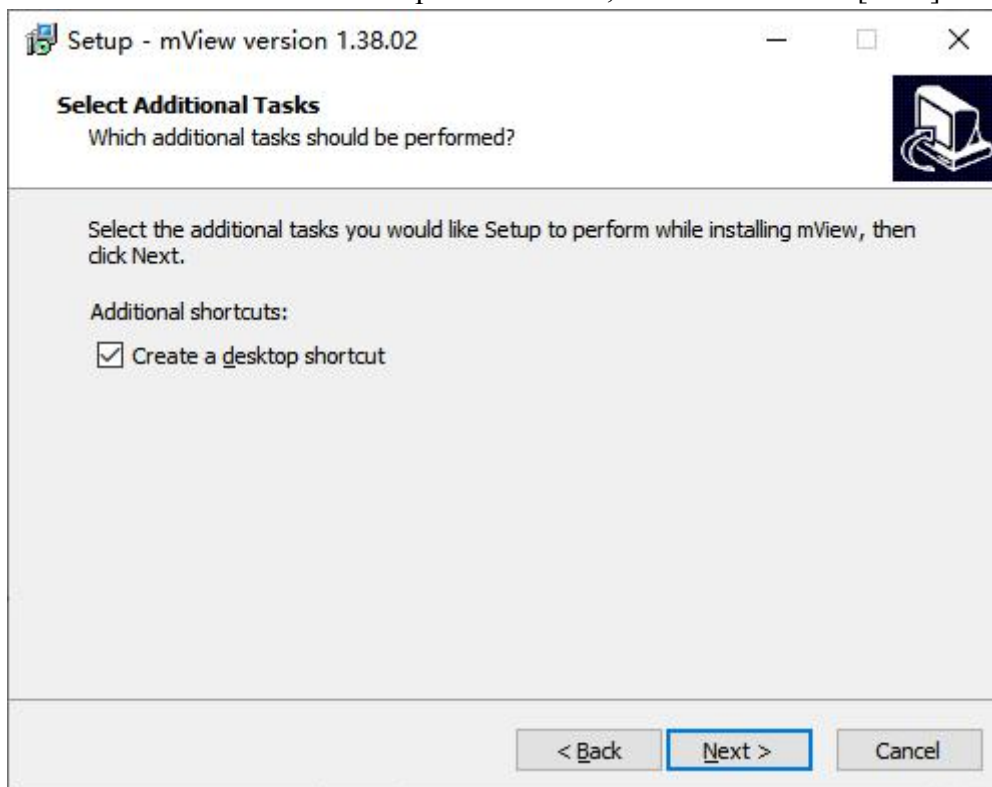 Setup - mView version 1.38.02
Select Additional Tasks
Which additional tasks should be performed?
Select the additional tasks you would like Setup to perform while installing mView, then
click Next.
Additional shortcuts:
Create a desktop shortcut
< Back
Next >
Cancel